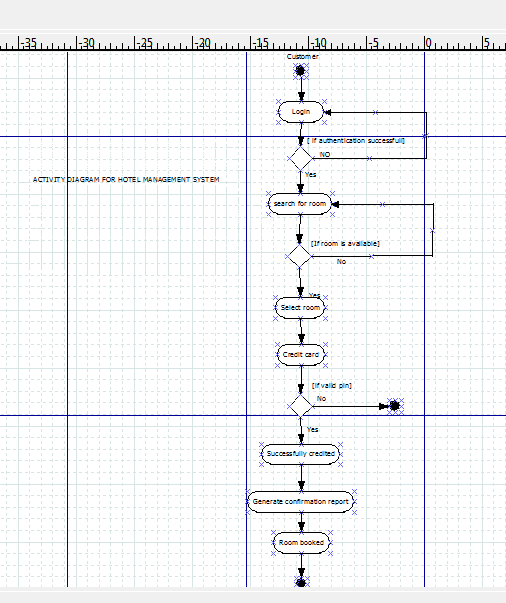 -35 -30 -25 -20 -15 -10 -5 0 5
Customer
Login
[ if authentication successfull]
NO
Yes
ACTIVITY DIAGRAM FOR HOTEL MANAGEMENT SYSTEM
search for room
[If room is available]
No
Yes
Select room
Credit card
[if valid pin]
No
Yes
Successfully credited
Generate confirmation report
Room booked